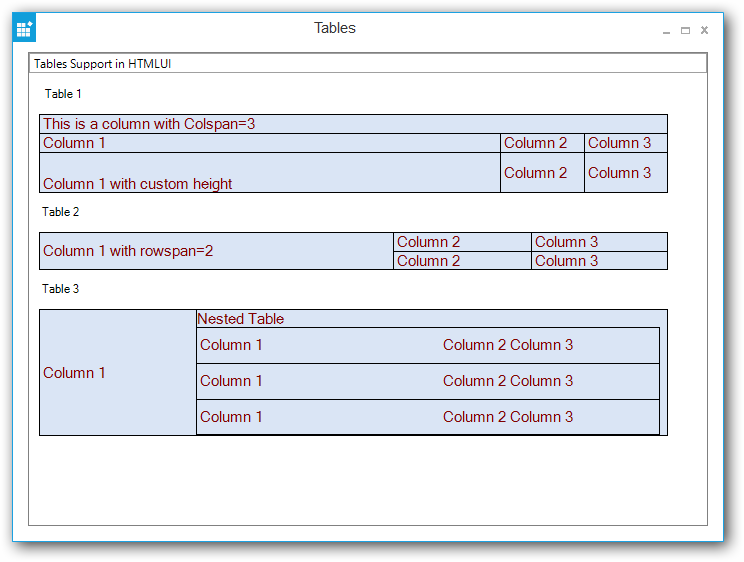 Tables
Tables Support in HTMLUI
Table 1
This is a column with Colspan=3
Column 1 Column 2 Column 3
Column 1 with custom height Column 2 Column 3
Table 2
Column 1 with rowspan=2 Column 2 Column 3
Column 2 Column 3
Table 3
Column 1
Nested Table
Column 1 Column 2 Column 3
Column 1 Column 2 Column 3
Column 1 Column 2 Column 3